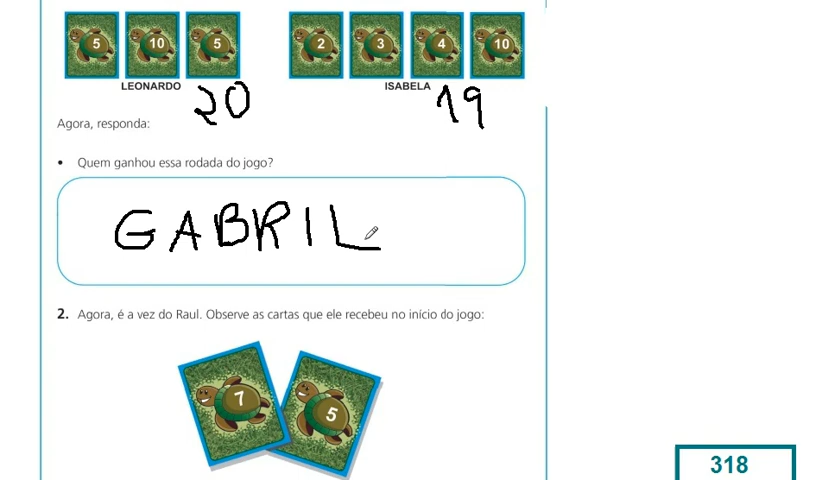 5 10 5 2 3 4 10
LEONARDO ISABELA
20 19
Agora, responda:
• Quem ganhou essa rodada do jogo?
GABRIL
2. Agora, é a vez do Raul. Observe as cartas que ele recebeu no início do jogo:
7 5
318